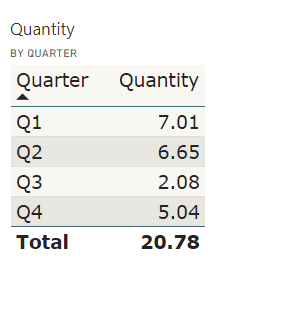 Quantity
BY QUARTER
Quarter Quantity
Q1 7.01
Q2 6.65
Q3 2.08
Q4 5.04
Total 20.78